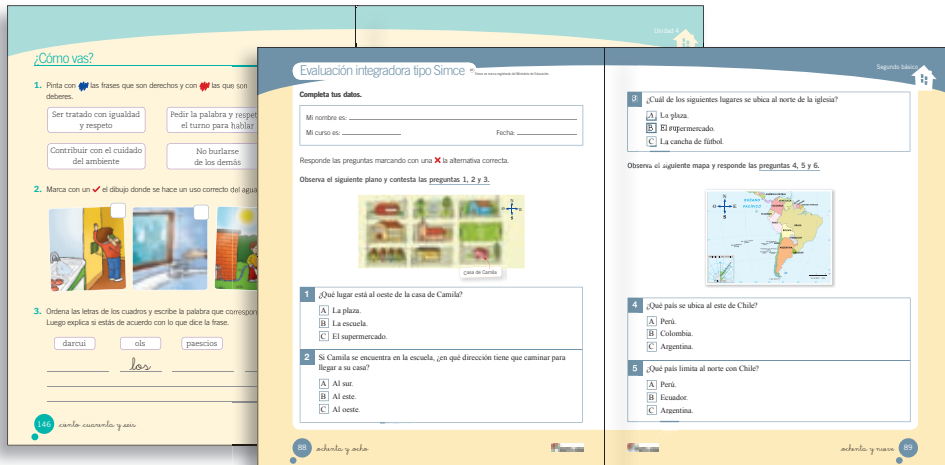 Unidad 4
¿Cómo vas?
1. Pinta con las frases que son derechos y con las que son
deberes.
Ser tratado con igualdad
y respeto
Pedir la palabra y respet
el turno para hablar
Contribuir con el cuidado
del ambiente
No burlarse
de los demás
2. Marca con un ✓ el dibujo donde se hace un uso correcto del agua
3. Ordena las letras de los cuadros y escribe la palabra que correspon
Luego explica si estás de acuerdo con lo que dice la frase.
darcui
ols
paescios
los
146 ciento cuarenta y seis
Evaluación integradora tipo Simce
Completa tus datos.
Mi nombre es:
Mi curso es: Fecha:
Responde las preguntas marcando con una X la alternativa correcta.
Observa el siguiente plano y contesta las preguntas 1, 2 y 3.
N
O E
S
Casa de Camila
1 ¿Qué lugar está al oeste de la casa de Camila?
A La plaza.
B La escuela.
C El supermercado.
2 Si Camila se encuentra en la escuela, ¿en qué dirección tiene que caminar para
llegar a su casa?
A Al sur.
B Al este.
C Al oeste.
88 ochenta y ocho
Segundo básico
3 ¿Cuál de los siguientes lugares se ubica al norte de la iglesia?
A La plaza.
B El supermercado.
C La cancha de fútbol.
Observa el siguiente mapa y responde las preguntas 4, 5 y 6.
N
O E
S
OCÉANO
PACÍFICO
4 ¿Qué país se ubica al este de Chile?
A Perú.
B Colombia.
C Argentina.
5 ¿Qué país limita al norte con Chile?
A Perú.
B Ecuador.
C Argentina.
ochenta y nueve 89